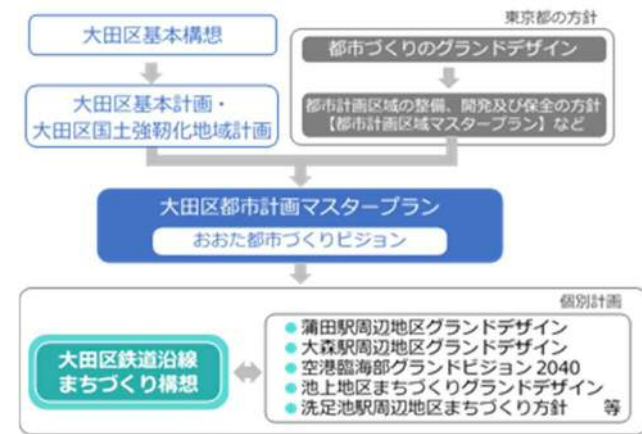 東京都の方針
大田区基本構想
都市づくりのグランドデザイン
大田区基本計画・
大田区国土強靭化地域計画
都市計画区域の整備、開発及び保全の方針
【都市計画区域マスタープラン】など
大田区都市計画マスタープラン
おおた都市づくりビジョン
個別計画
大田区鉄道沿線
まちづくり構想
●蒲田駅周辺地区グランドデザイン
●大森駅周辺地区グランドデザイン
●空港臨海部グランドビジョン2040
●池上地区まちづくりグランドデザイン
●洗足池駅周辺地区まちづくり方針 等